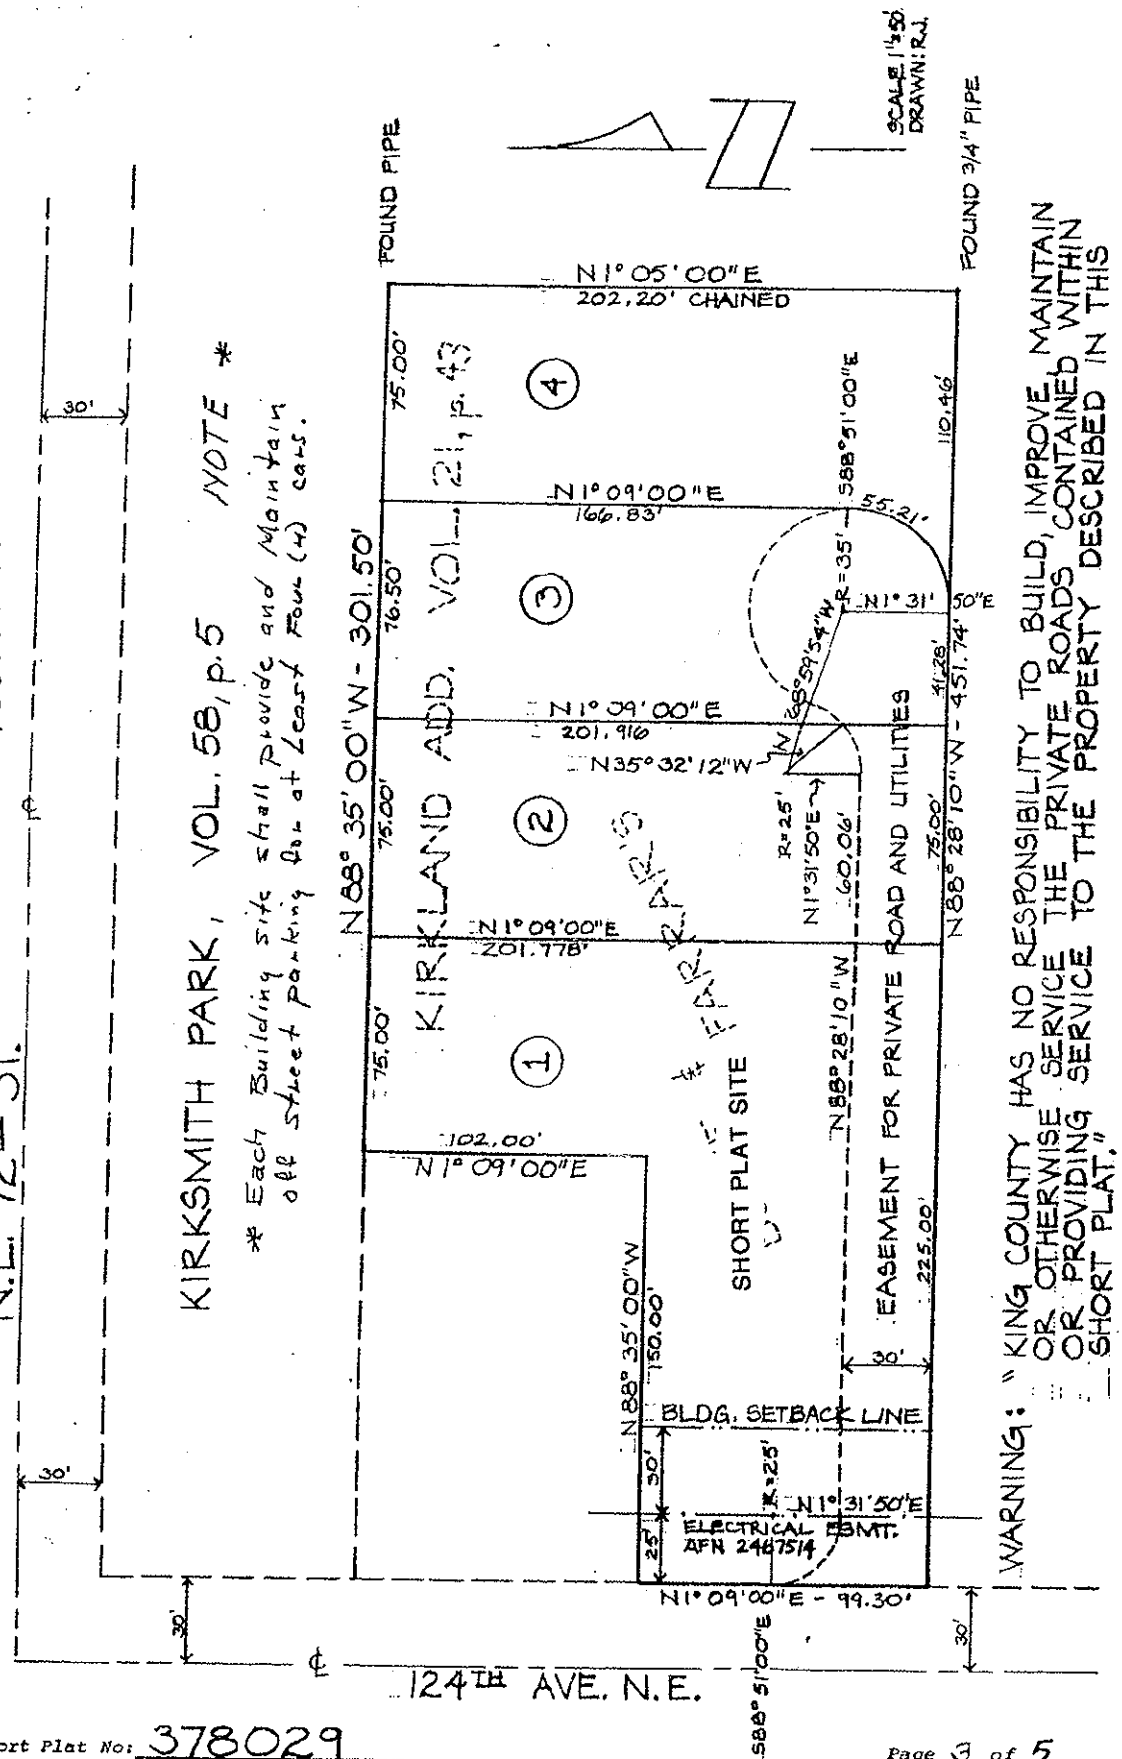 SCALE 1"=50'
DRAWN: R.J.
FOUND PIPE
FOUND 3/4" PIPE
30'
KIRKSMITH PARK, VOL. 58, p. 5
NOTE *
* Each Building site shall provide and Maintain
off street parking for at Least Four (4) cars.
N 88° 35' 00" W - 301.50'
75.00'
75.00'
76.50'
75.00'
KIRKLAND ADD. VOL. 21, p. 43
N 1° 05' 00" E
202.20' CHAINED
4
N 1° 09' 00" E
166.83'
3
N 1° 09' 00" E
201.916
2
N 1° 09' 00" E
201.778'
1
102.00'
N 1° 09' 00" E
S 88° 51' 00" E
R = 35'
55.21'
110.46'
N 1° 31' 50" E
N 68° 59' 54" W
N 35° 32' 12" W
R = 25'
N 1° 31' 50" E
60.06'
41.28'
75.00'
N 88° 28' 10" W - 451.74'
N 88° 28' 10" W
EASEMENT FOR PRIVATE ROAD AND UTILITIES
225.00'
SHORT PLAT SITE
N 88° 35' 00" W
150.00'
30'
BLDG. SETBACK LINE
30'
25'
R = 25'
N 1° 31' 50" E
ELECTRICAL ESMT.
AFN 2467514
N 1° 09' 00" E - 99.30'
S 88° 51' 00" E
30'
30'
30'
℄
℄
124TH AVE. N.E.
WARNING: "KING COUNTY HAS NO RESPONSIBILITY TO BUILD, IMPROVE, MAINTAIN
OR OTHERWISE SERVICE THE PRIVATE ROADS CONTAINED WITHIN
OR PROVIDING SERVICE TO THE PROPERTY DESCRIBED IN THIS
SHORT PLAT."
ort Plat No: 378029
Page 3 of 5